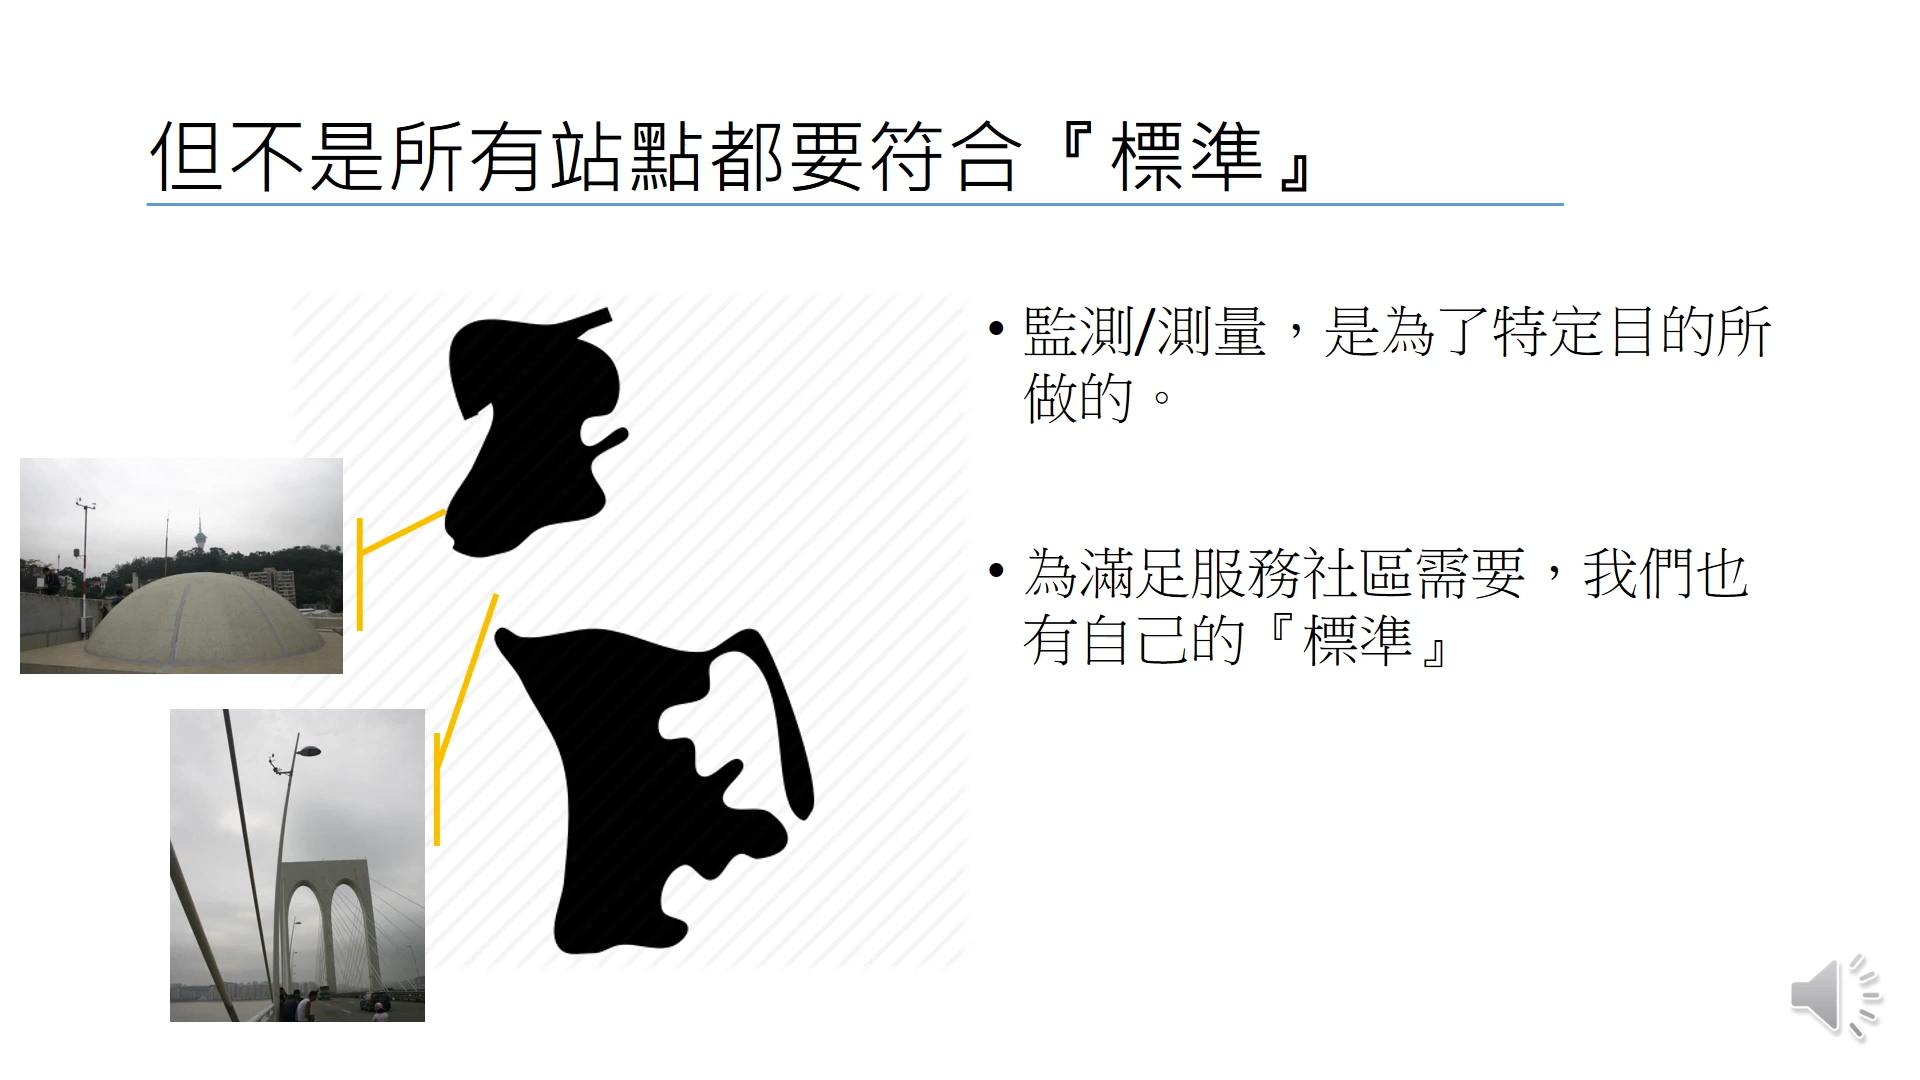 但不是所有站點都要符合『標準』
• 監測/測量，是為了特定目的所
做的。
• 為滿足服務社區需要，我們也
有自己的『標準』